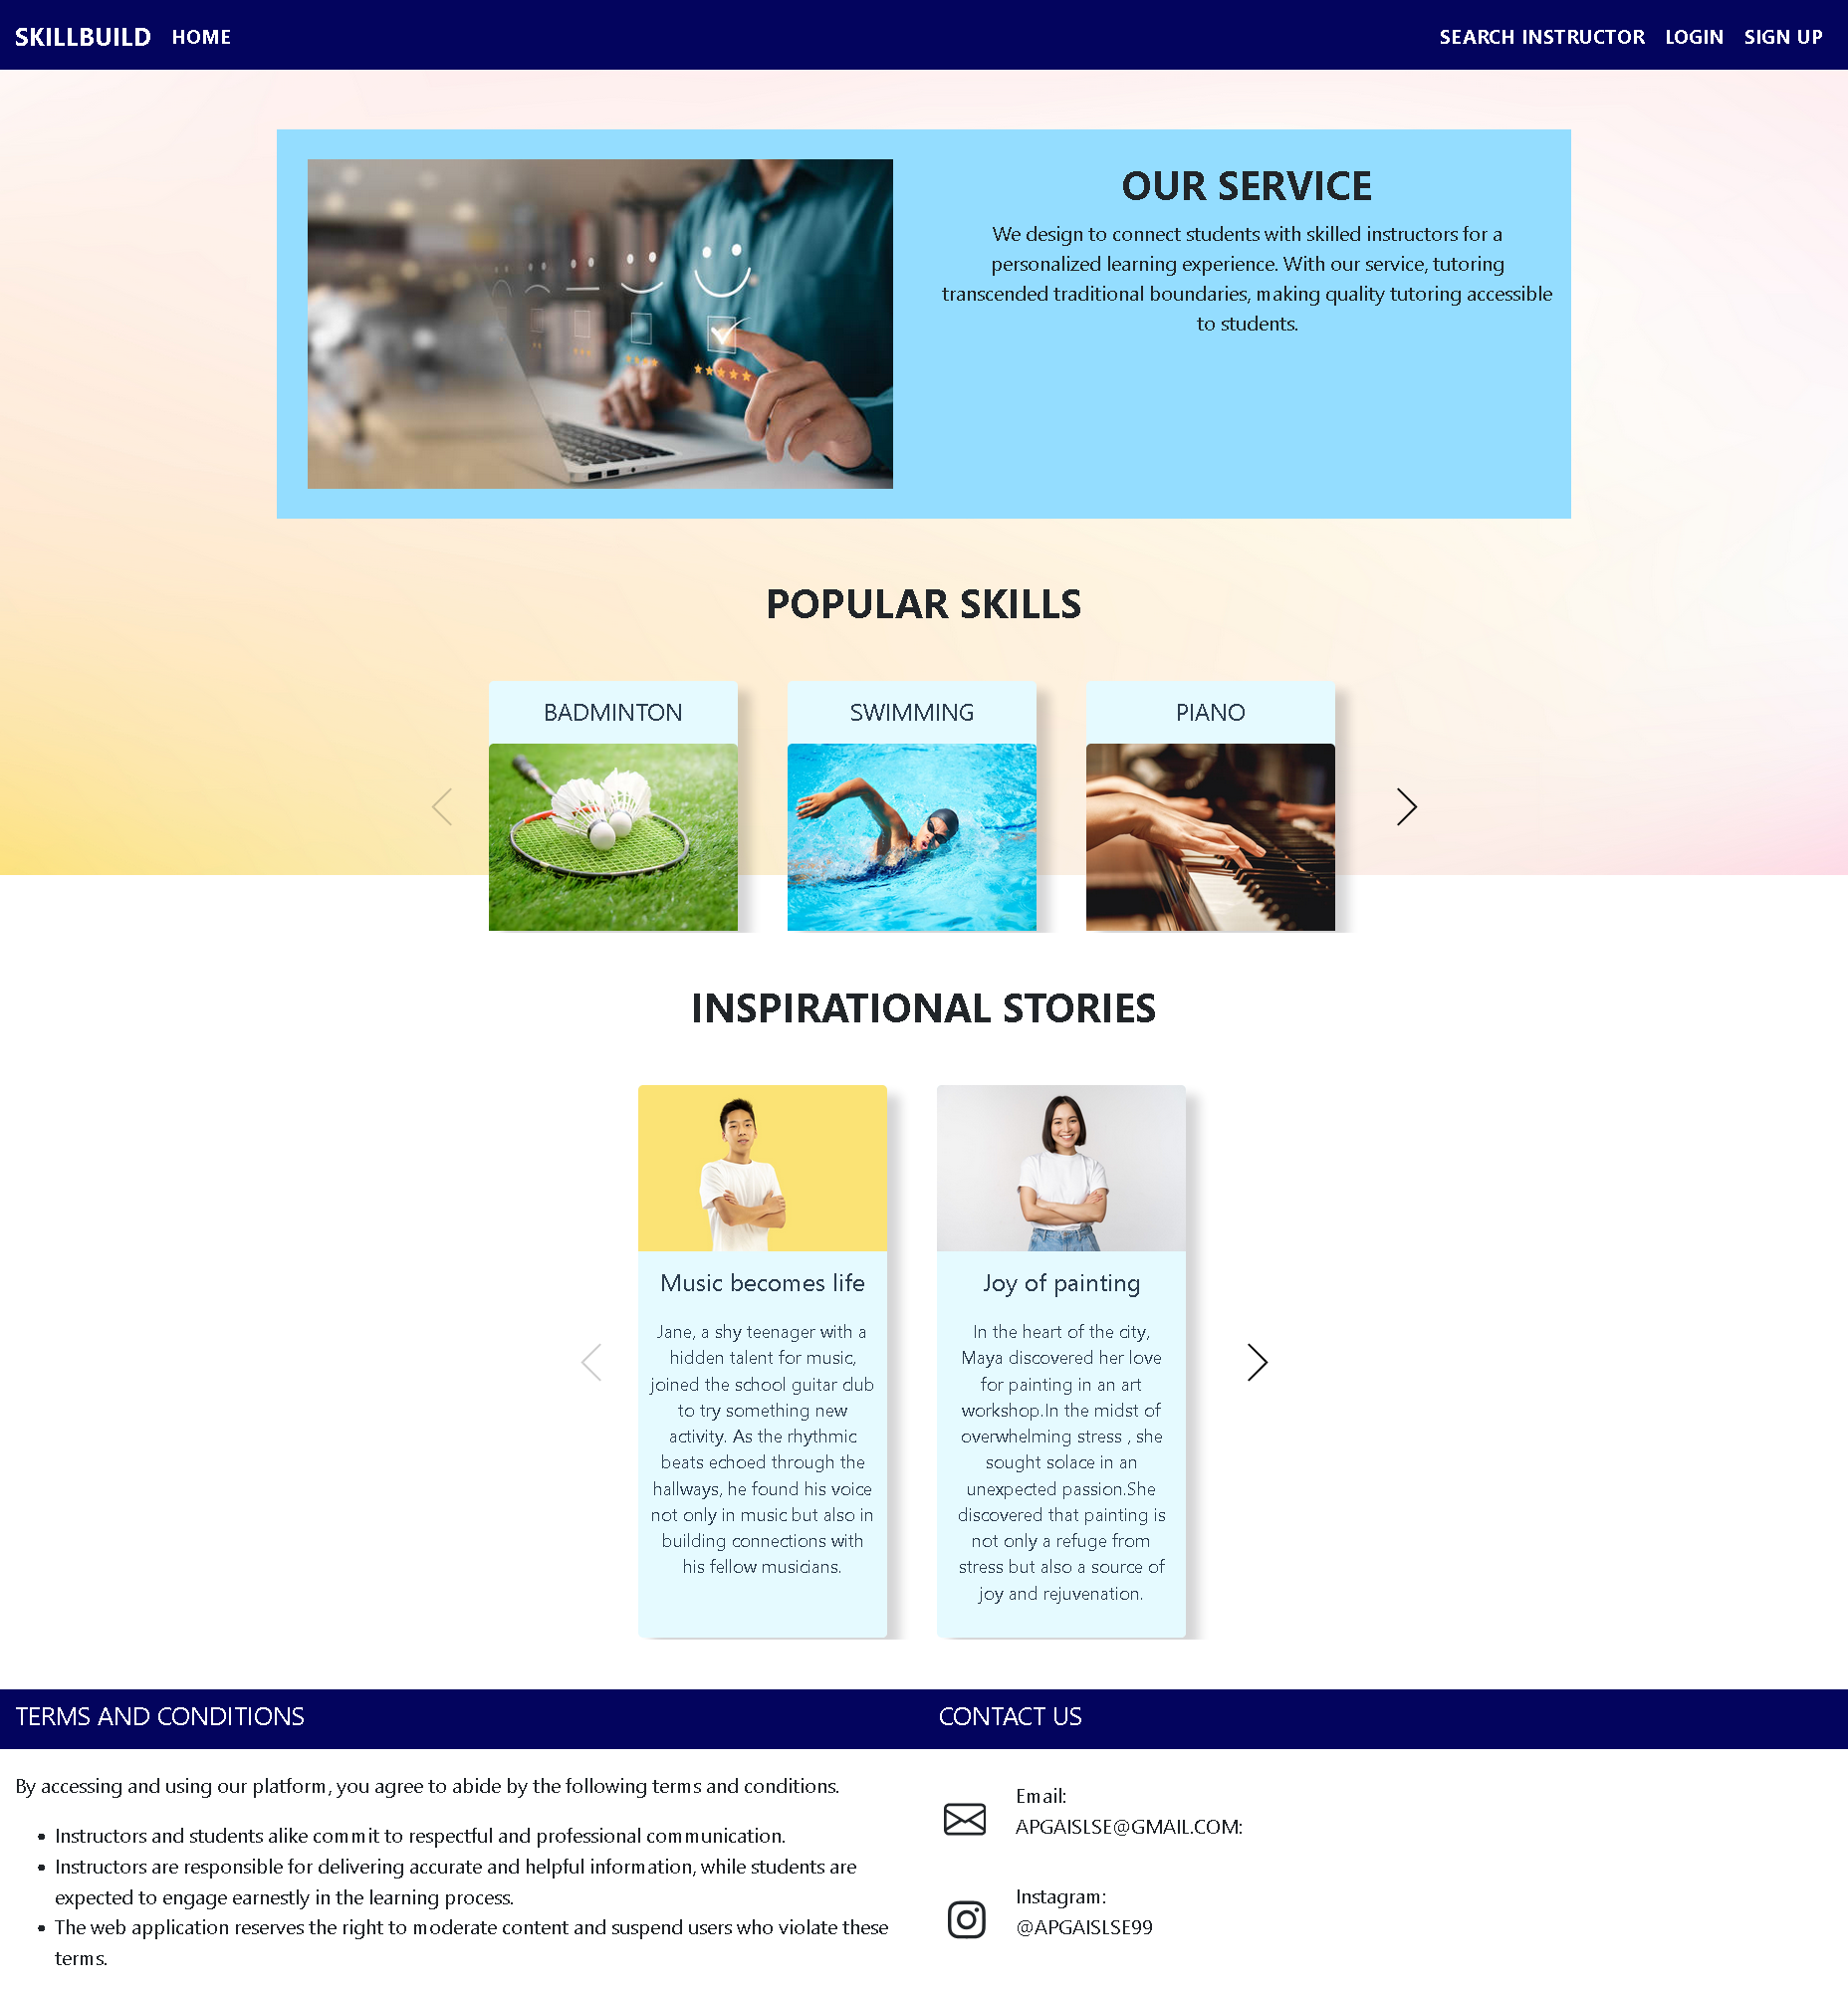 SKILLBUILD HOME SEARCH INSTRUCTOR LOGIN SIGN UP
OUR SERVICE
We design to connect students with skilled instructors for a
personalized learning experience. With our service, tutoring
transcended traditional boundaries, making quality tutoring accessible
to students.
POPULAR SKILLS
BADMINTON
SWIMMING
PIANO
INSPIRATIONAL STORIES
Music becomes life
Jane, a shy teenager with a
hidden talent for music,
joined the school guitar club
to try something new
activity. As the rhythmic
beats echoed through the
hallways, he found his voice
not only in music but also in
building connections with
his fellow musicians.
Joy of painting
In the heart of the city,
Maya discovered her love
for painting in an art
workshop.In the midst of
overwhelming stress , she
sought solace in an
unexpected passion.She
discovered that painting is
not only a refuge from
stress but also a source of
joy and rejuvenation.
TERMS AND CONDITIONS
By accessing and using our platform, you agree to abide by the following terms and conditions.
• Instructors and students alike commit to respectful and professional communication.
• Instructors are responsible for delivering accurate and helpful information, while students are
expected to engage earnestly in the learning process.
• The web application reserves the right to moderate content and suspend users who violate these
terms.
CONTACT US
Email:
APGAISLSE@GMAIL.COM:
Instagram:
@APGAISLSE99